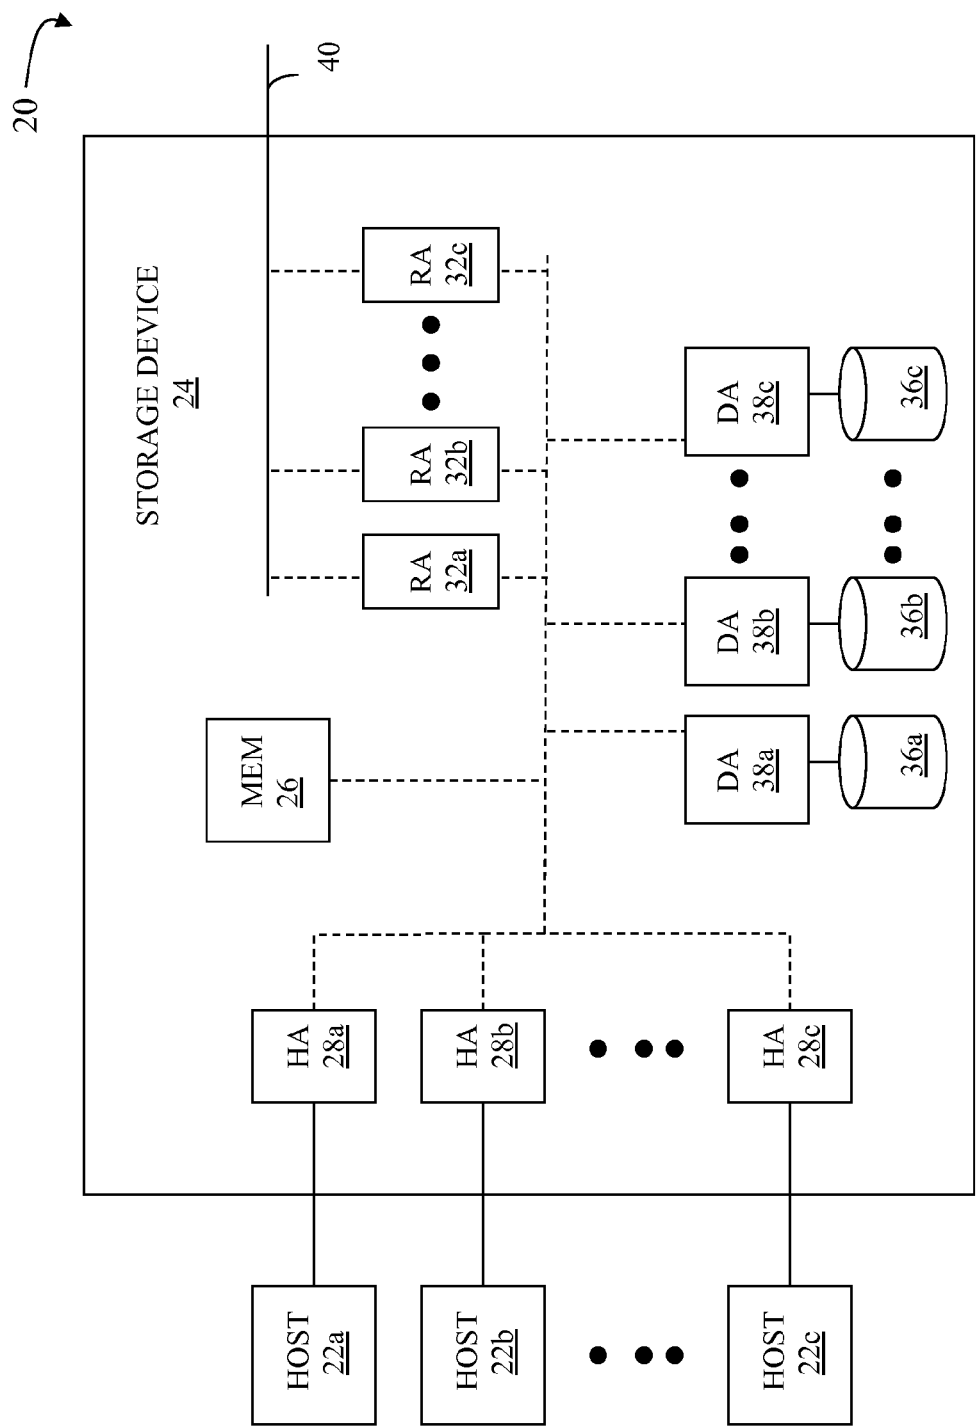 20
STORAGE DEVICE
24
40
HOST
22a
HOST
22b
HOST
22c
HA
28a
HA
28b
HA
28c
MEM
26
RA
32a
RA
32b
RA
32c
DA
38a
DA
38b
DA
38c
36a
36b
36c